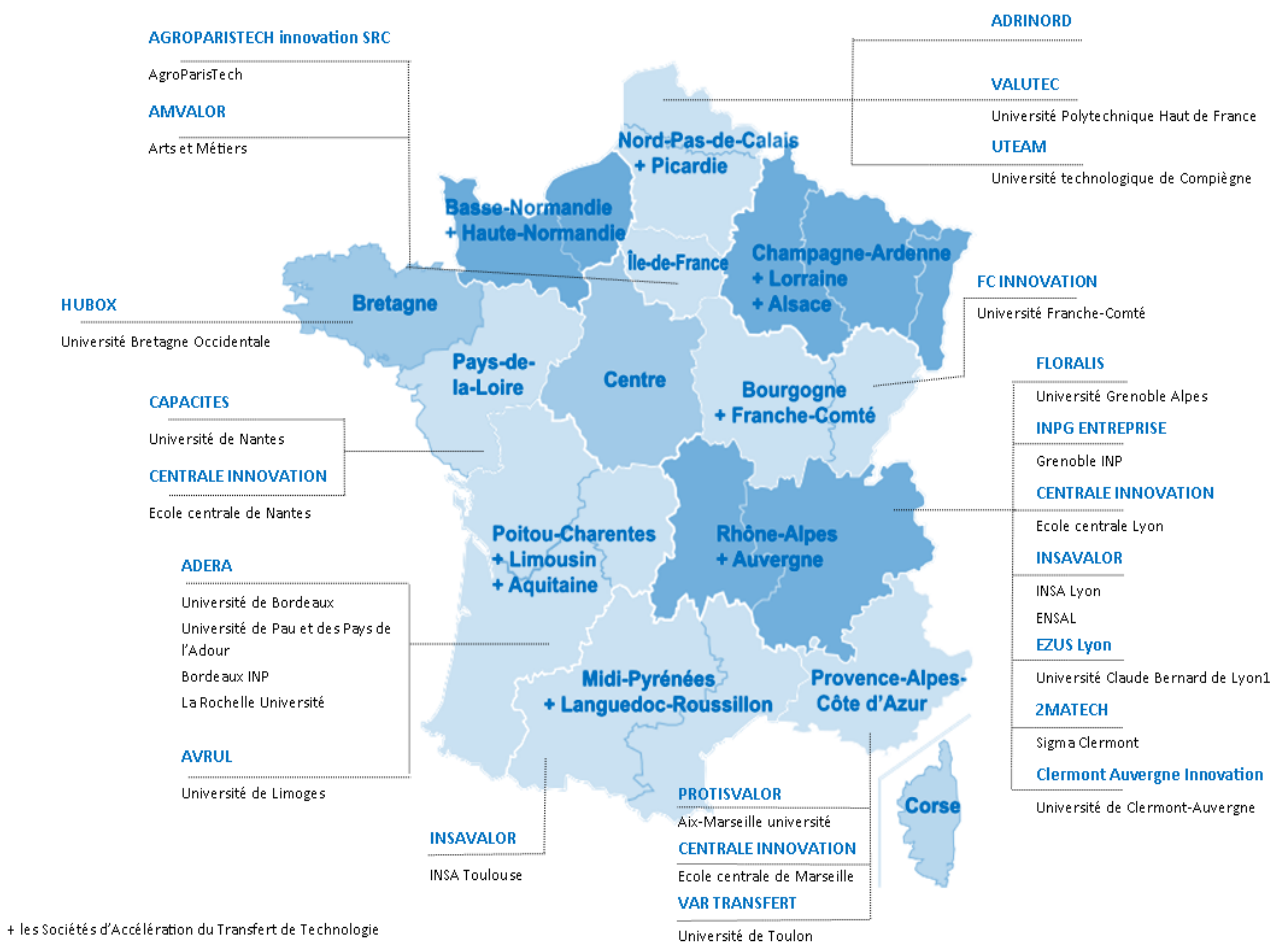 AGROPARISTECH innovation SRC
AgroParisTech
AMVALOR
Arts et Métiers
ADRINORD
VALUTEC
Université Polytechnique Haut de France
UTEAM
Université technologique de Compiègne
Nord-Pas-de-Calais
+ Picardie
Basse-Normandie
+ Haute-Normandie
Île-de-France
Champagne-Ardenne
+ Lorraine
+ Alsace
Bretagne
Pays-de-
la-Loire
Centre
Bourgogne
+ Franche-Comté
Poitou-Charentes
+ Limousin
+ Aquitaine
Rhône-Alpes
+ Auvergne
Midi-Pyrénées
+ Languedoc-Roussillon
Provence-Alpes-
Côte d'Azur
Corse
HUBOX
Université Bretagne Occidentale
CAPACITES
Université de Nantes
CENTRALE INNOVATION
Ecole centrale de Nantes
ADERA
Université de Bordeaux
Université de Pau et des Pays de
l'Adour
Bordeaux INP
La Rochelle Université
AVRUL
Université de Limoges
INSAVALOR
INSA Toulouse
PROTISVALOR
Aix-Marseille université
CENTRALE INNOVATION
Ecole centrale de Marseille
VAR TRANSFERT
Université de Toulon
FC INNOVATION
Université Franche-Comté
FLORALIS
Université Grenoble Alpes
INPG ENTREPRISE
Grenoble INP
CENTRALE INNOVATION
Ecole centrale Lyon
INSAVALOR
INSA Lyon
ENSAL
EZUS Lyon
Université Claude Bernard de Lyon1
2MATECH
Sigma Clermont
Clermont Auvergne Innovation
Université de Clermont-Auvergne
+ les Sociétés d'Accélération du Transfert de Technologie